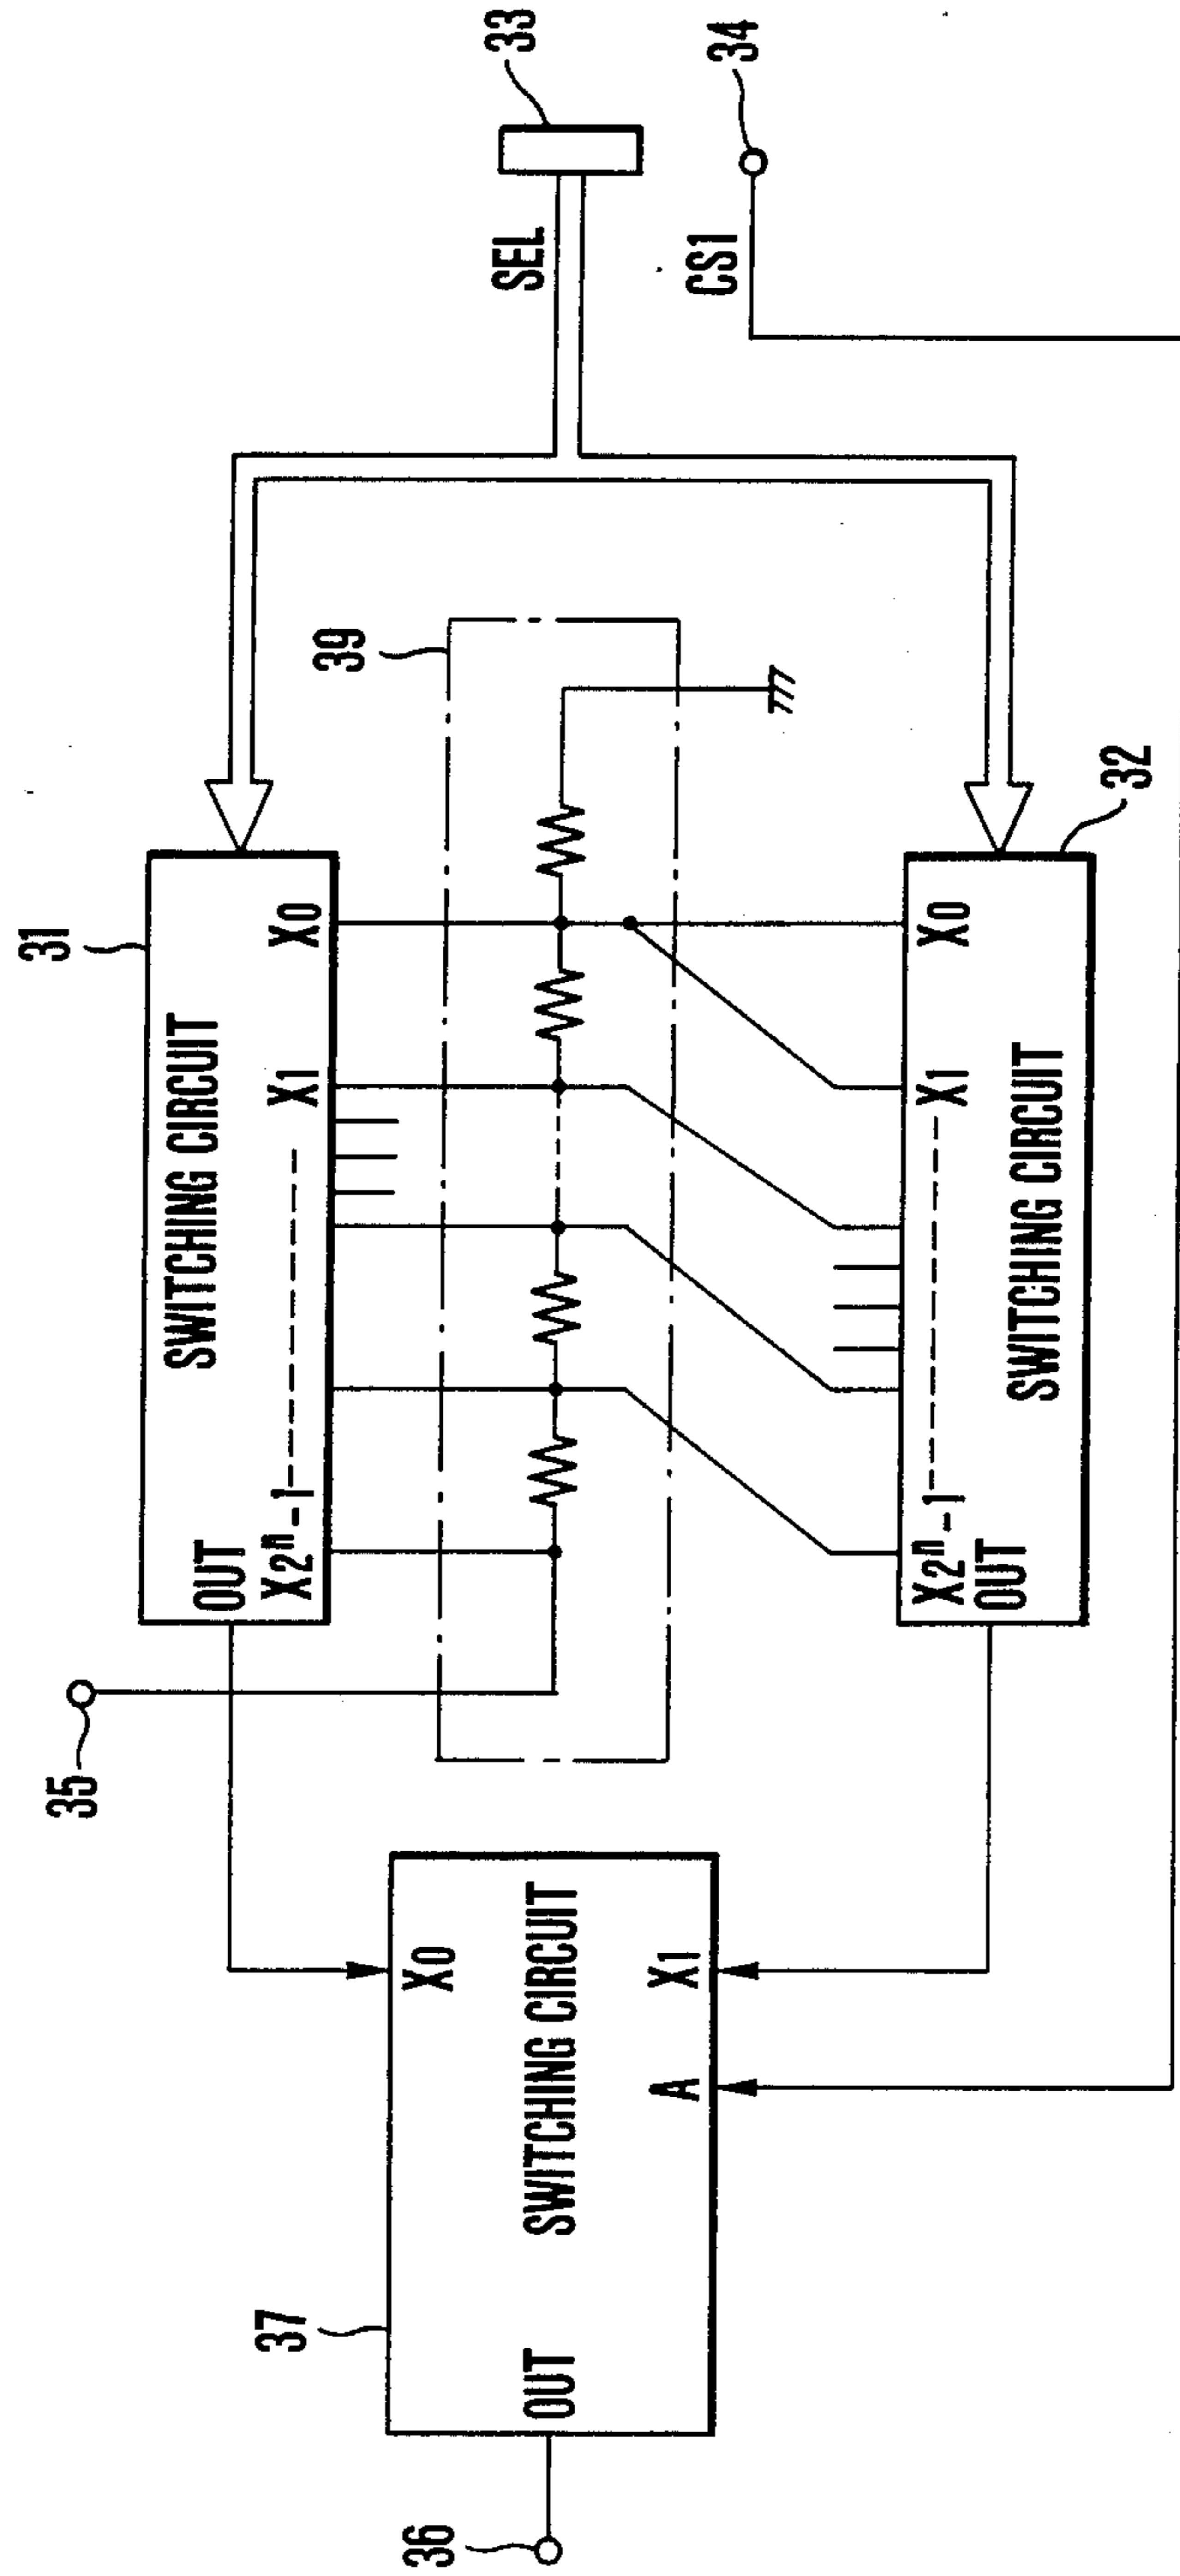 33
SEL
34
CS1
39
31
SWITCHING CIRCUIT
X0
X1
X2ⁿ-1
OUT
32
SWITCHING CIRCUIT
X0
X1
X2ⁿ-1
OUT
35
37
SWITCHING CIRCUIT
X0
X1
A
OUT
36